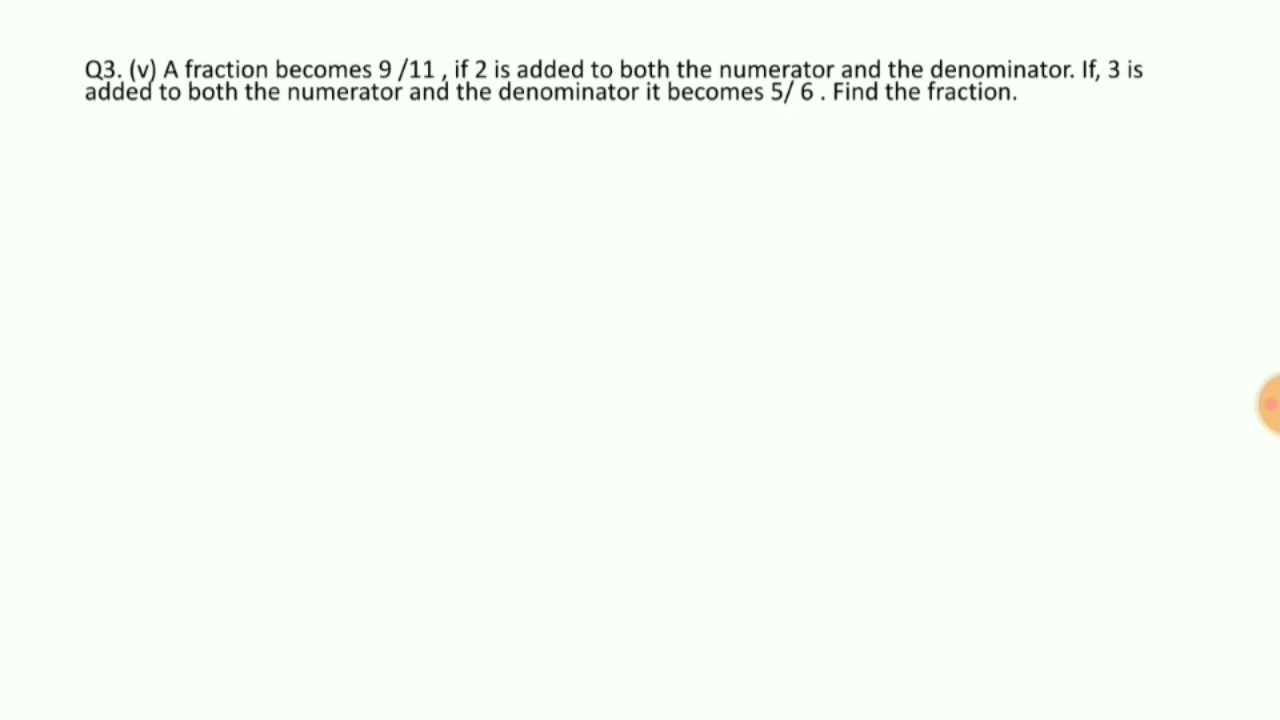 Q3. (v) A fraction becomes 9 /11 , if 2 is added to both the numerator and the denominator. If, 3 is
added to both the numerator and the denominator it becomes 5/ 6 . Find the fraction.